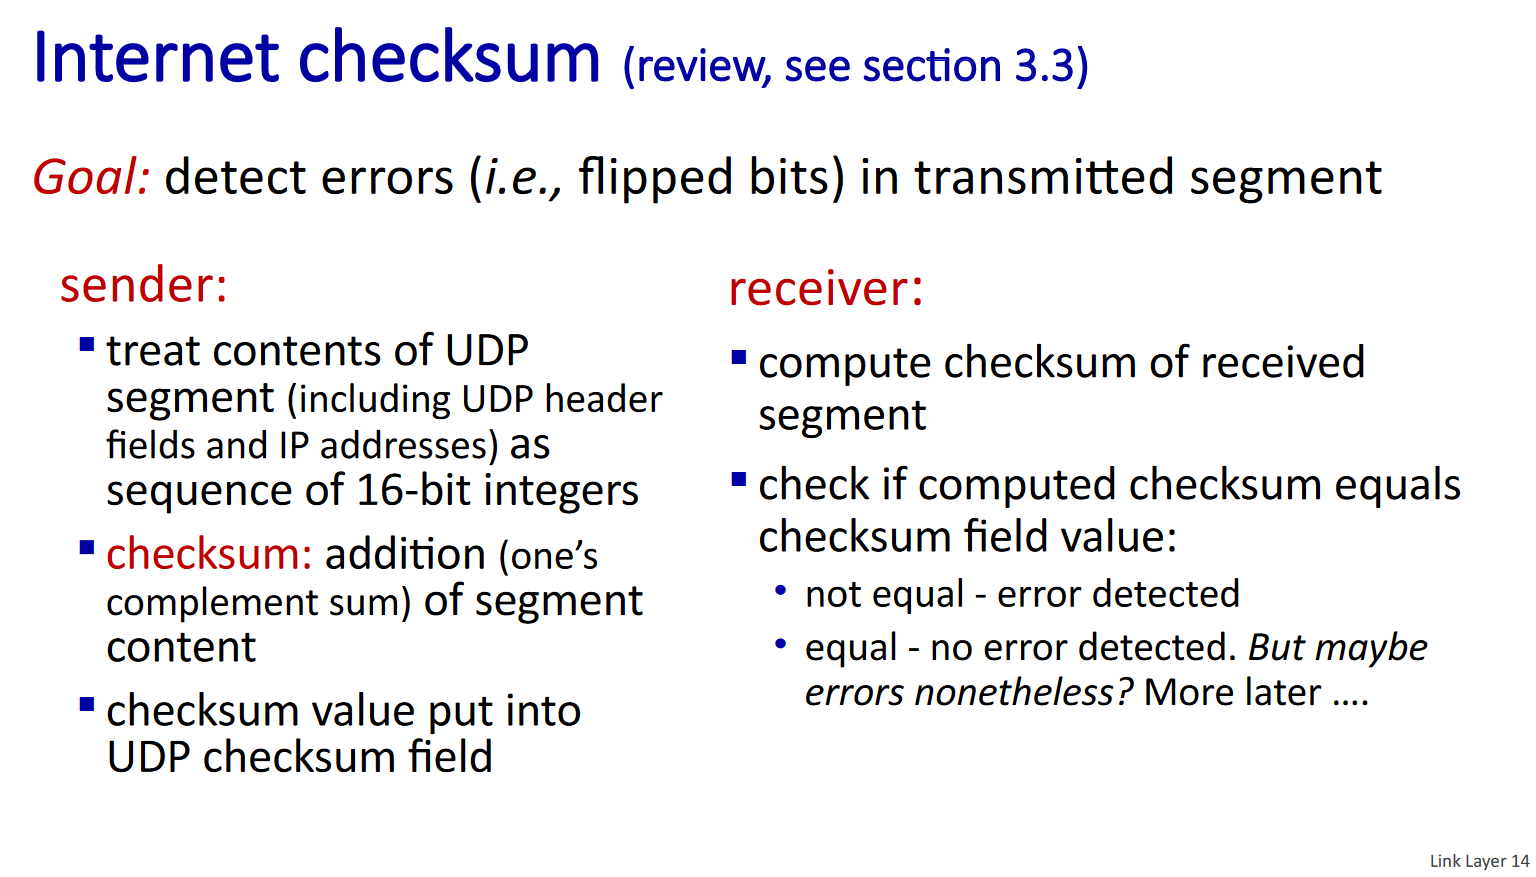 Internet checksum (review, see section 3.3)
Goal: detect errors (i.e., flipped bits) in transmitted segment
sender:
▪ treat contents of UDP
segment (including UDP header
fields and IP addresses) as
sequence of 16-bit integers
▪ checksum: addition (one’s
complement sum) of segment
content
▪ checksum value put into
UDP checksum field
receiver:
▪ compute checksum of received
segment
▪ check if computed checksum equals
checksum field value:
• not equal - error detected
• equal - no error detected. But maybe
errors nonetheless? More later ....
Link Layer 14